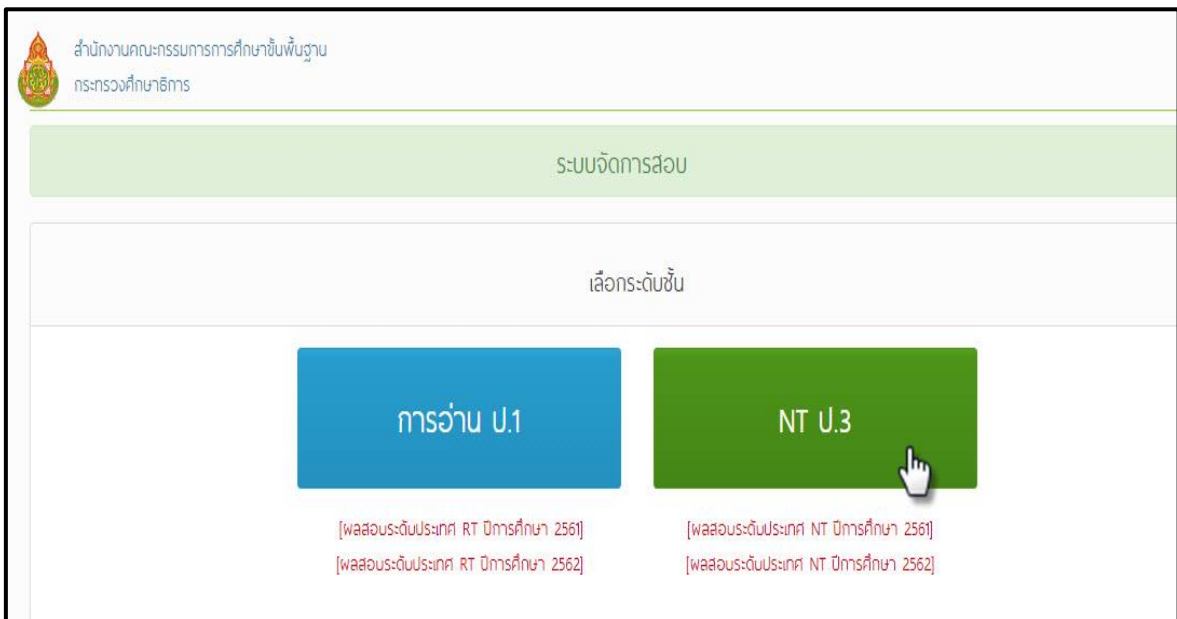 สำนักงานคณะกรรมการการศึกษาขั้นพื้นฐาน
กระทรวงศึกษาธิการ
ระบบจัดการสอบ
เลือกระดับชั้น
การอ่าน ป.1
NT ป.3
[ผลสอบระดับประเทศ RT ปีการศึกษา 2561]
[ผลสอบระดับประเทศ NT ปีการศึกษา 2561]
[ผลสอบระดับประเทศ RT ปีการศึกษา 2562]
[ผลสอบระดับประเทศ NT ปีการศึกษา 2562]